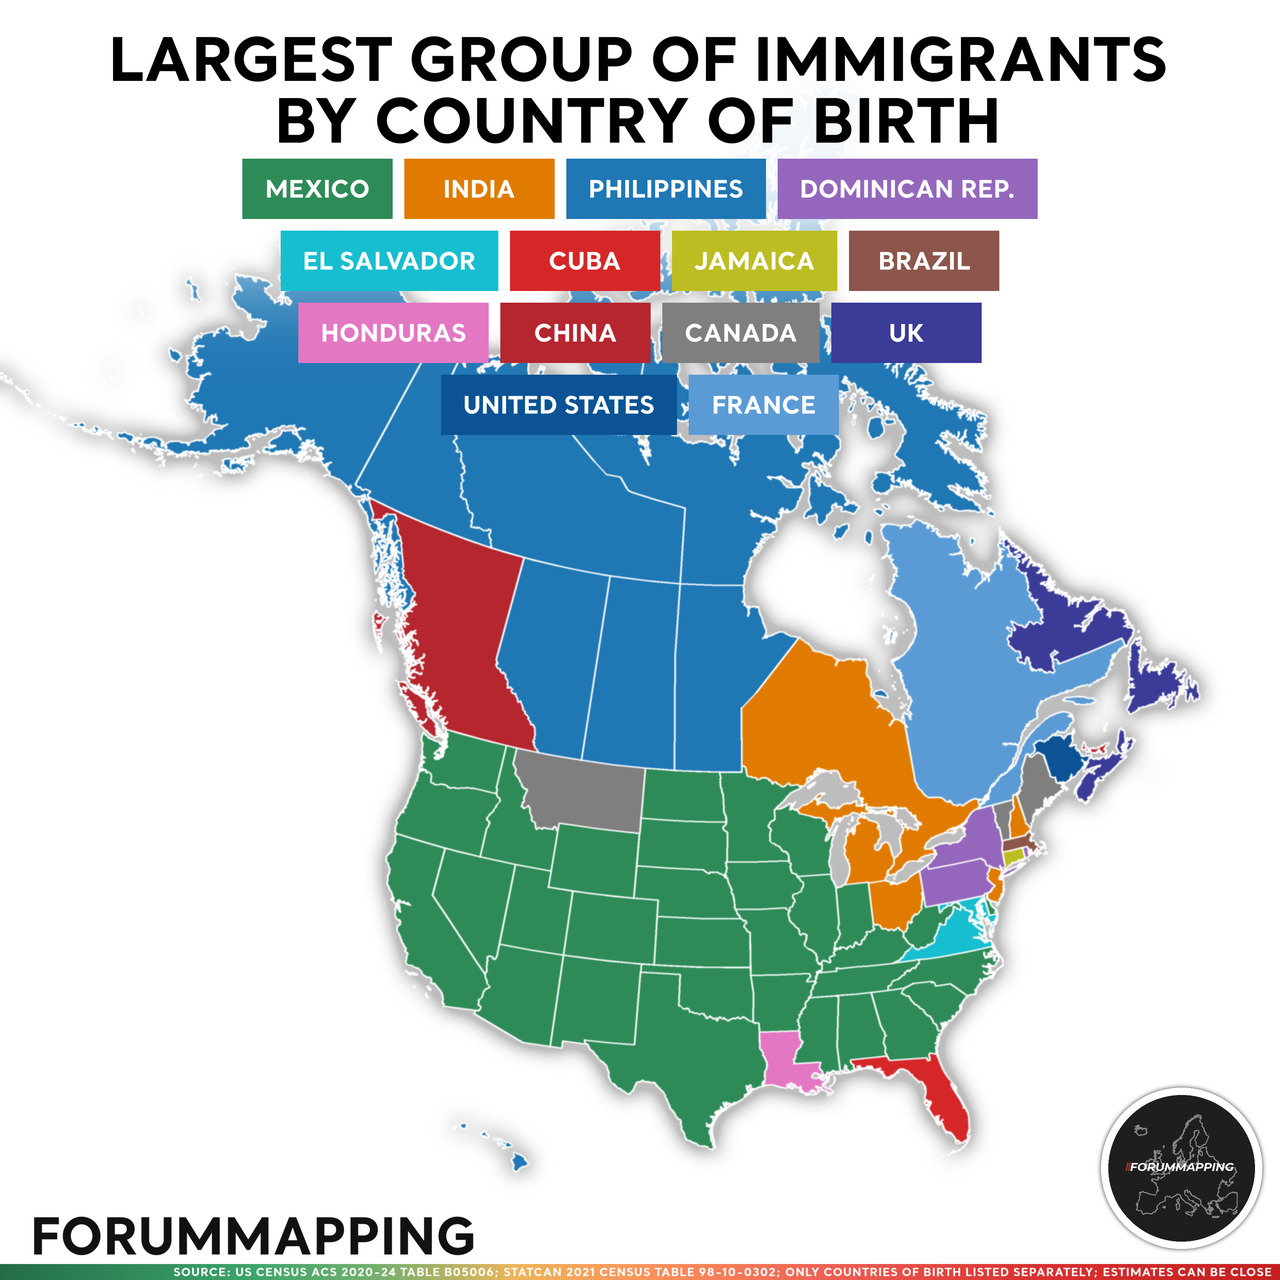 LARGEST GROUP OF IMMIGRANTS
BY COUNTRY OF BIRTH
MEXICO
INDIA
PHILIPPINES
DOMINICAN REP.
EL SALVADOR
CUBA
JAMAICA
BRAZIL
HONDURAS
CHINA
CANADA
UK
UNITED STATES
FRANCE
//FORUMMAPPING
FORUMMAPPING
SOURCE: US CENSUS ACS 2020-24 TABLE B05006; STATCAN 2021 CENSUS TABLE 98-10-0302; ONLY COUNTRIES OF BIRTH LISTED SEPARATELY; ESTIMATES CAN BE CLOSE